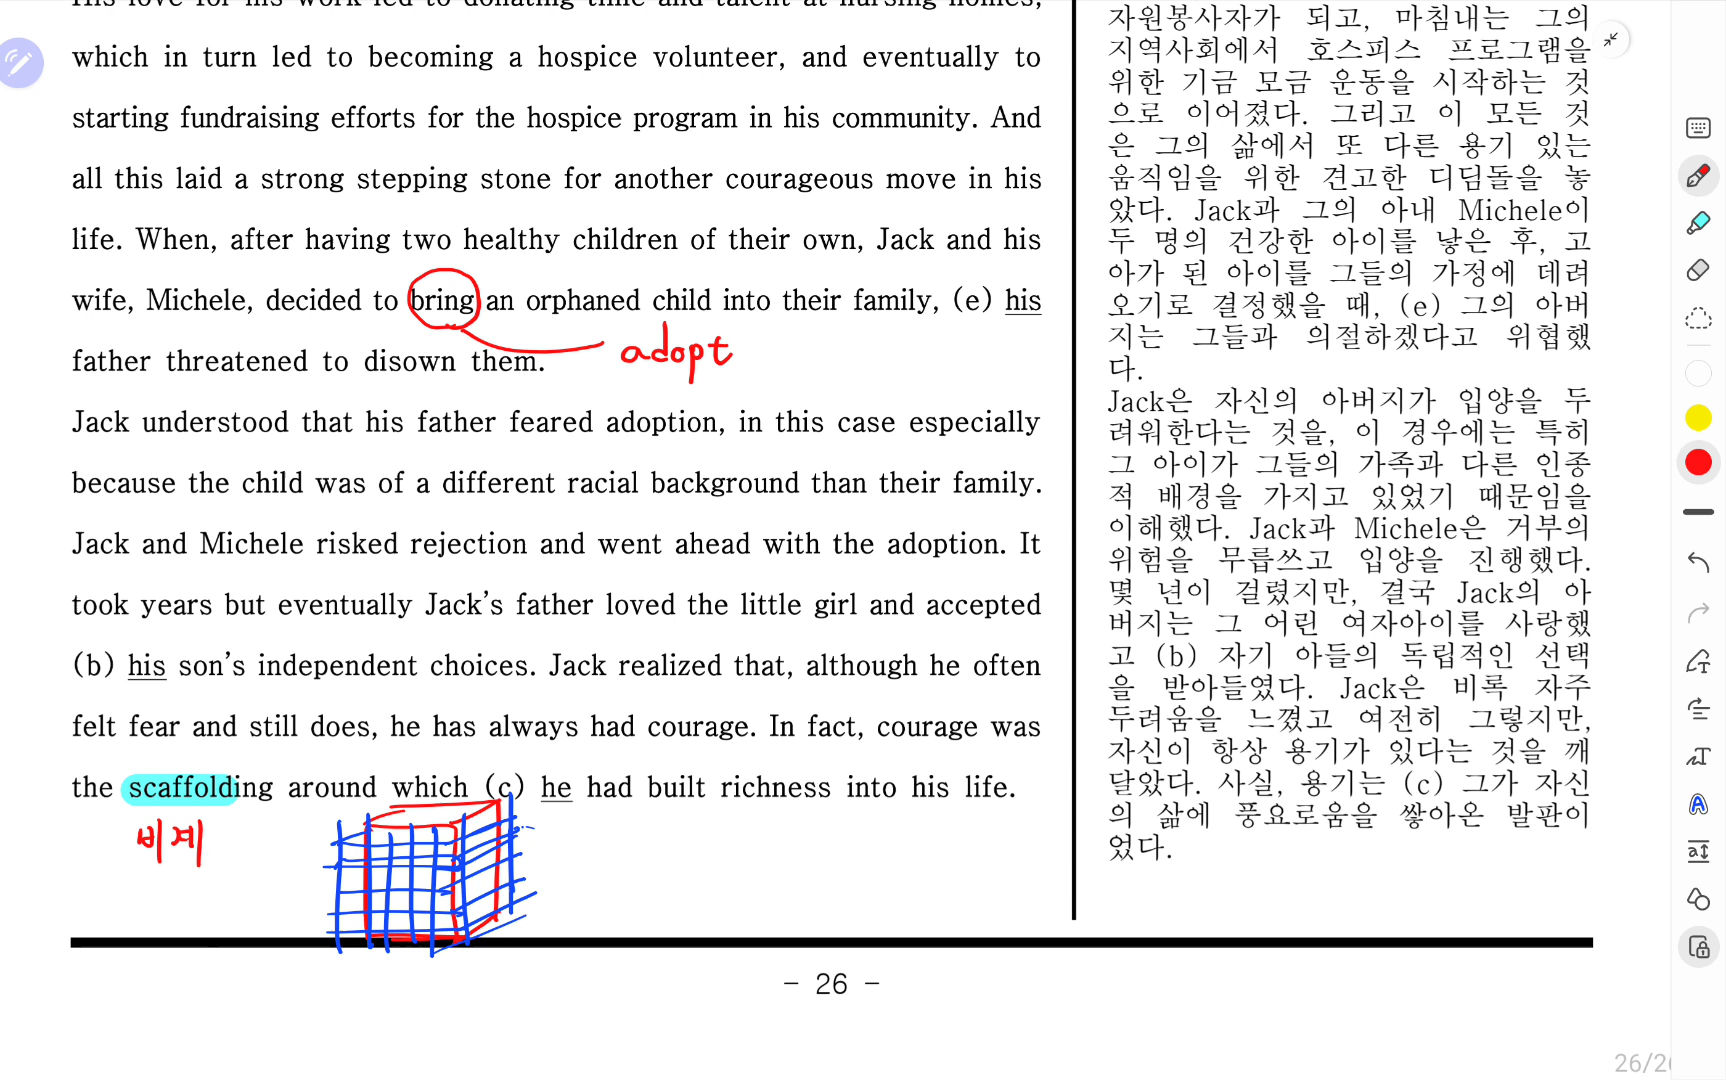 which in turn led to becoming a hospice volunteer, and eventually to
starting fundraising efforts for the hospice program in his community. And
all this laid a strong stepping stone for another courageous move in his
life. When, after having two healthy children of their own, Jack and his
wife, Michele, decided to bring an orphaned child into their family, (e) his
adopt
father threatened to disown them.
Jack understood that his father feared adoption, in this case especially
because the child was of a different racial background than their family.
Jack and Michele risked rejection and went ahead with the adoption. It
took years but eventually Jack's father loved the little girl and accepted
(b) his son's independent choices. Jack realized that, although he often
felt fear and still does, he has always had courage. In fact, courage was
the scaffolding around which (c) he had built richness into his life.
비계
자원봉사자가 되고, 마침내는 그의
지역사회에서 호스피스 프로그램을
위한 기금 모금 운동을 시작하는 것
으로 이어졌다. 그리고 이 모든 것
은 그의 삶에서 또 다른 용기 있는
움직임을 위한 견고한 디딤돌을 놓
았다. Jack과 그의 아내 Michele이
두 명의 건강한 아이를 낳은 후, 고
아가 된 아이를 그들의 가정에 데려
오기로 결정했을 때, (e) 그의 아버
지는 그들과 의절하겠다고 위협했
다.
Jack은 자신의 아버지가 입양을 두
려워한다는 것을, 이 경우에는 특히
그 아이가 그들의 가족과 다른 인종
적 배경을 가지고 있었기 때문임을
이해했다. Jack과 Michele은 거부의
위험을 무릅쓰고 입양을 진행했다.
몇 년이 걸렸지만, 결국 Jack의 아
버지는 그 어린 여자아이를 사랑했
고 (b) 자기 아들의 독립적인 선택
을 받아들였다. Jack은 비록 자주
두려움을 느꼈고 여전히 그렇지만,
자신이 항상 용기가 있다는 것을 깨
달았다. 사실, 용기는 (c) 그가 자신
의 삶에 풍요로움을 쌓아온 발판이
었다.
- 26 -